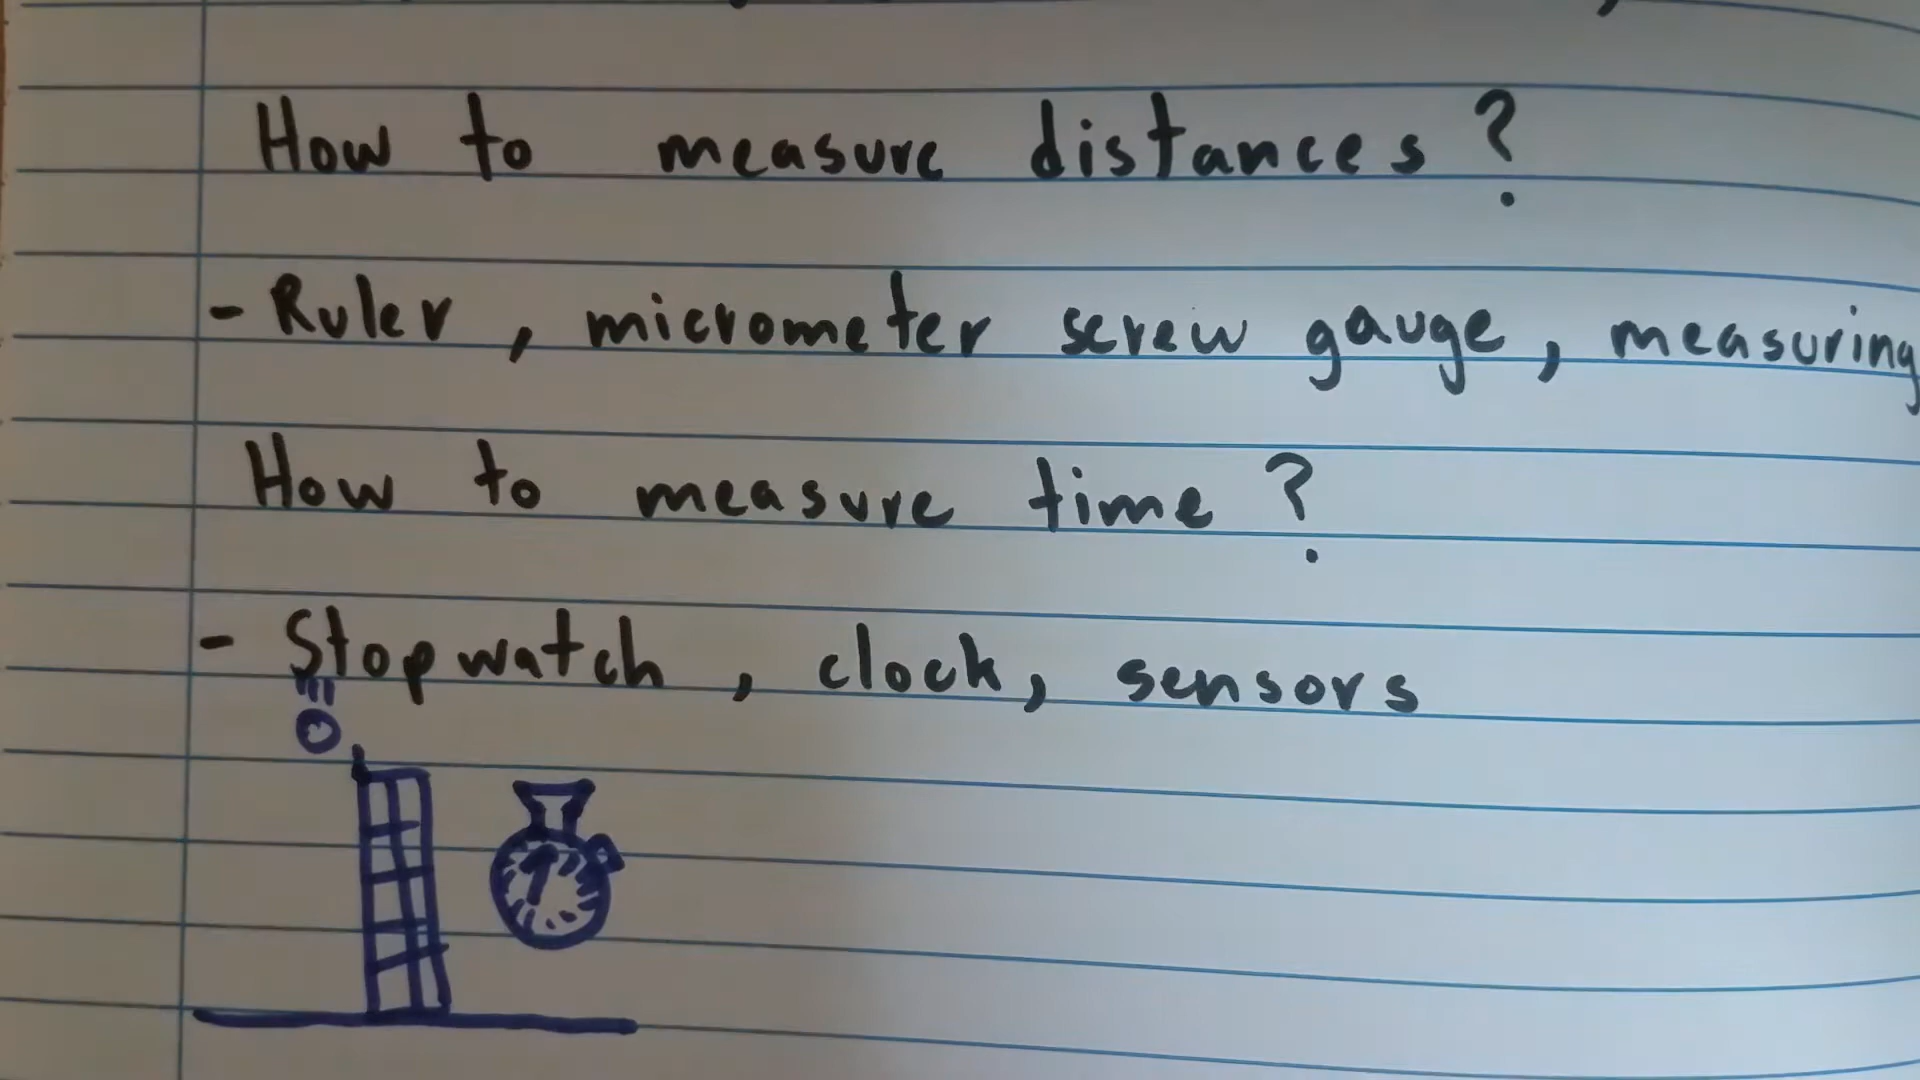 How to measure distances?
- Ruler, micrometer screw gauge, measuring
How to measure time?
- Stopwatch, clock, sensors